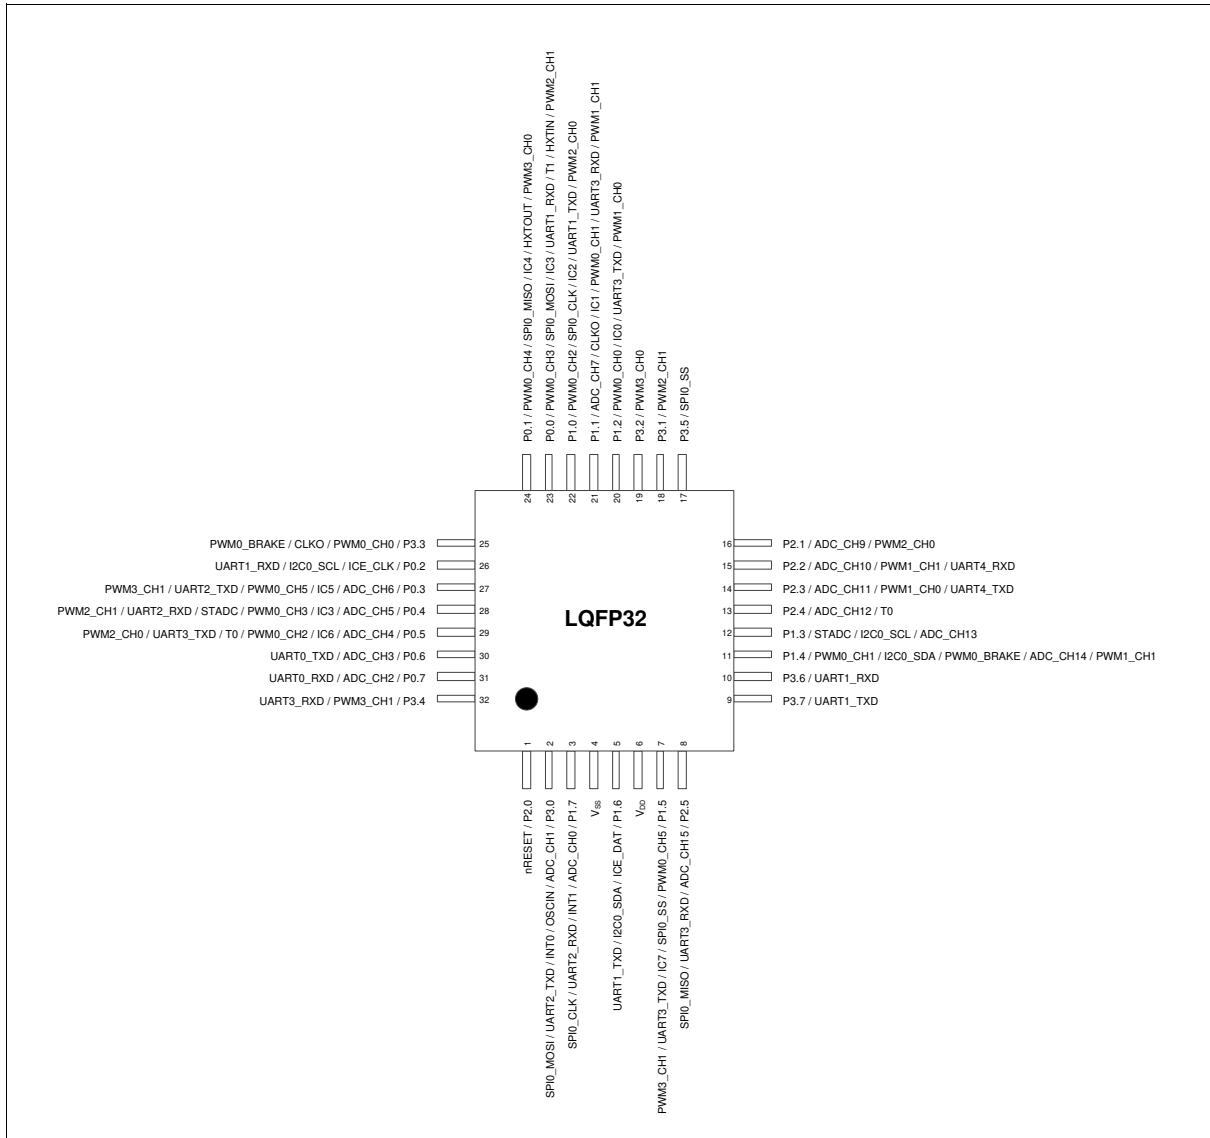 P0.1 / PWM0_CH4 / SPI0_MISO / IC4 / HXTOUT / PWM3_CH0
P0.0 / PWM0_CH3 / SPI0_MOSI / IC3 / UART1_RXD / T1 / HXTIN / PWM2_CH1
P1.0 / PWM0_CH2 / SPI0_CLK / IC2 / UART1_TXD / PWM2_CH0
P1.1 / ADC_CH7 / CLKO / IC1 / PWM0_CH1 / UART3_RXD / PWM1_CH1
P1.2 / PWM0_CH0 / IC0 / UART3_TXD / PWM1_CH0
P3.2 / PWM3_CH0
P3.1 / PWM2_CH1
P3.5 / SPI0_SS
24
23
22
21
20
19
18
17
PWM0_BRAKE / CLKO / PWM0_CH0 / P3.3
25
UART1_RXD / I2C0_SCL / ICE_CLK / P0.2
26
PWM3_CH1 / UART2_TXD / PWM0_CH5 / IC5 / ADC_CH6 / P0.3
27
PWM2_CH1 / UART2_RXD / STADC / PWM0_CH3 / IC3 / ADC_CH5 / P0.4
28
PWM2_CH0 / UART3_TXD / T0 / PWM0_CH2 / IC6 / ADC_CH4 / P0.5
29
UART0_TXD / ADC_CH3 / P0.6
30
UART0_RXD / ADC_CH2 / P0.7
31
UART3_RXD / PWM3_CH1 / P3.4
32
LQFP32
16
P2.1 / ADC_CH9 / PWM2_CH0
15
P2.2 / ADC_CH10 / PWM1_CH1 / UART4_RXD
14
P2.3 / ADC_CH11 / PWM1_CH0 / UART4_TXD
13
P2.4 / ADC_CH12 / T0
12
P1.3 / STADC / I2C0_SCL / ADC_CH13
11
P1.4 / PWM0_CH1 / I2C0_SDA / PWM0_BRAKE / ADC_CH14 / PWM1_CH1
10
P3.6 / UART1_RXD
9
P3.7 / UART1_TXD
1
2
3
4
5
6
7
8
nRESET / P2.0
SPI0_MOSI / UART2_TXD / INT0 / OSCIN / ADC_CH1 / P3.0
SPI0_CLK / UART2_RXD / INT1 / ADC_CH0 / P1.7
VSS
UART1_TXD / I2C0_SDA / ICE_DAT / P1.6
VDD
PWM3_CH1 / UART3_TXD / IC7 / SPI0_SS / PWM0_CH5 / P1.5
SPI0_MISO / UART3_RXD / ADC_CH15 / P2.5